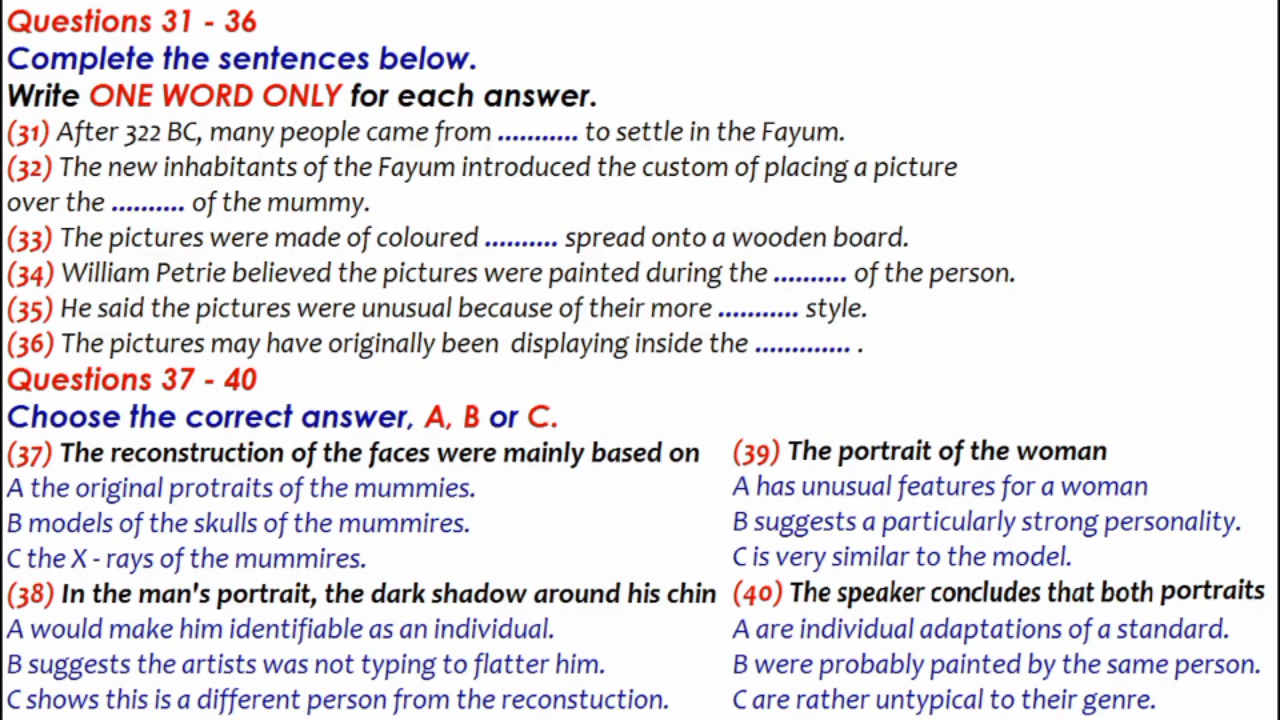 Questions 31 - 36
Complete the sentences below.
Write ONE WORD ONLY for each answer.
(31) After 322 BC, many people came from ........... to settle in the Fayum.
(32) The new inhabitants of the Fayum introduced the custom of placing a picture
over the .......... of the mummy.
(33) The pictures were made of coloured .......... spread onto a wooden board.
(34) William Petrie believed the pictures were painted during the .......... of the person.
(35) He said the pictures were unusual because of their more ........... style.
(36) The pictures may have originally been displaying inside the ............. .
Questions 37 - 40
Choose the correct answer, A, B or C.
(37) The reconstruction of the faces were mainly based on
A the original protraits of the mummies.
B models of the skulls of the mummires.
C the X - rays of the mummires.
(38) In the man's portrait, the dark shadow around his chin
A would make him identifiable as an individual.
B suggests the artists was not typing to flatter him.
C shows this is a different person from the reconstuction.
(39) The portrait of the woman
A has unusual features for a woman
B suggests a particularly strong personality.
C is very similar to the model.
(40) The speaker concludes that both portraits
A are individual adaptations of a standard.
B were probably painted by the same person.
C are rather untypical to their genre.